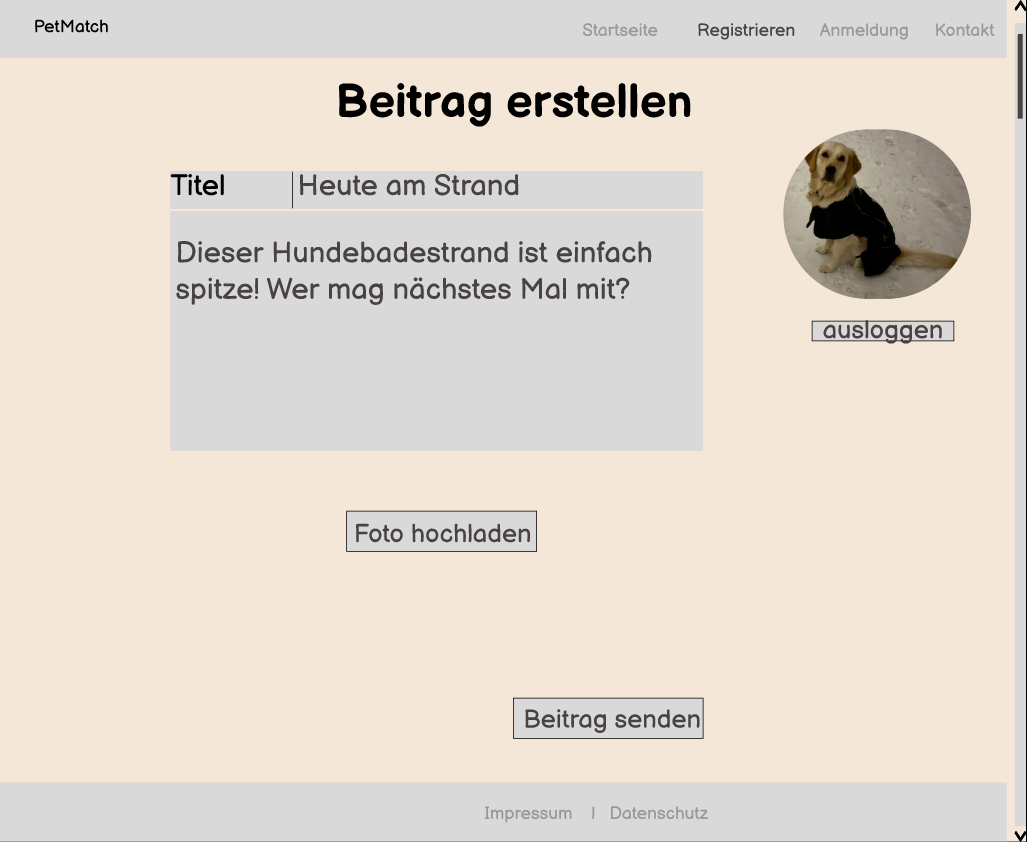 PetMatch
Startseite Registrieren Anmeldung Kontakt
Beitrag erstellen
Titel Heute am Strand
Dieser Hundebadestrand ist einfach
spitze! Wer mag nächstes Mal mit?
ausloggen
Foto hochladen
Beitrag senden
Impressum | Datenschutz